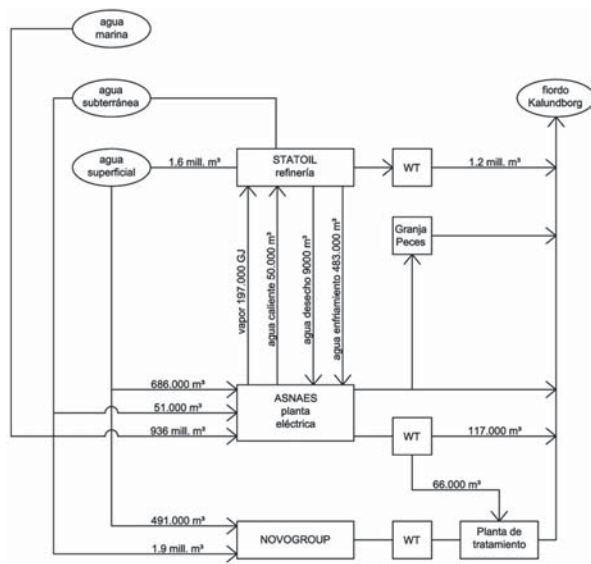 agua
marina
agua
subterránea
fiordo
Kalundborg
agua
superficial
1.6 mill. m³
STATOIL
refinería
WT
1.2 mill. m³
Granja
Peces
vapor 197.000 GJ
agua caliente 50.000 m³
agua desecho 9000 m³
agua enfriamiento 483.000 m³
686.000 m³
51.000 m³
936 mill. m³
ASNAES
planta
eléctrica
WT
117.000 m³
66.000 m³
491.000 m³
1.9 mill. m³
NOVOGROUP
WT
Planta de
tratamiento